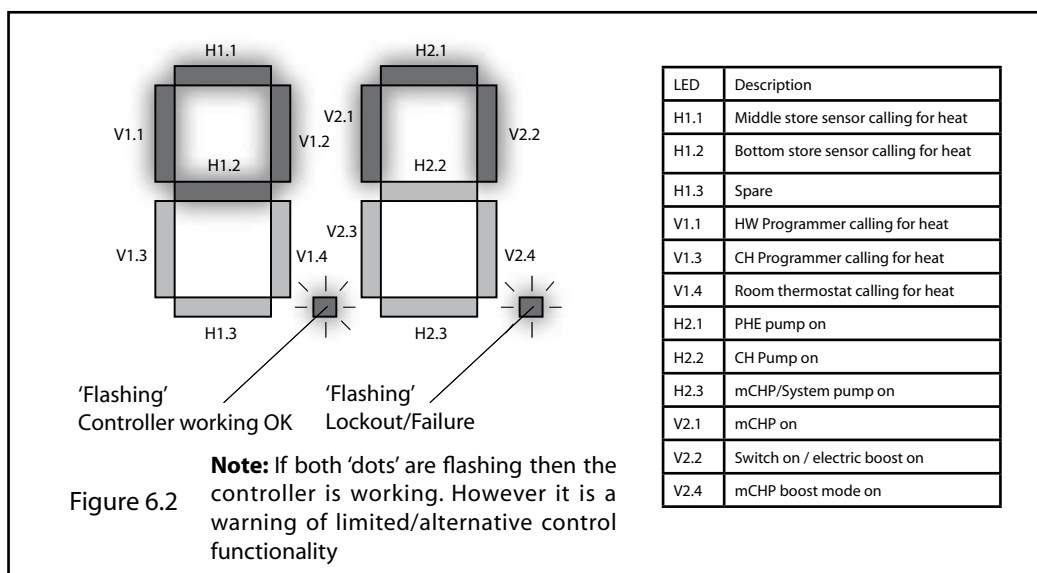 H1.1
H2.1
V1.1
V1.2
V2.1
V2.2
H1.2
H2.2
V1.3
V1.4
V2.3
V2.4
H1.3
H2.3
'Flashing'
Controller working OK
'Flashing'
Lockout/Failure
Note: If both 'dots' are flashing then the
controller is working. However it is a
warning of limited/alternative control
functionality
Figure 6.2
LED Description
H1.1 Middle store sensor calling for heat
H1.2 Bottom store sensor calling for heat
H1.3 Spare
V1.1 HW Programmer calling for heat
V1.3 CH Programmer calling for heat
V1.4 Room thermostat calling for heat
H2.1 PHE pump on
H2.2 CH Pump on
H2.3 mCHP/System pump on
V2.1 mCHP on
V2.2 Switch on / electric boost on
V2.4 mCHP boost mode on